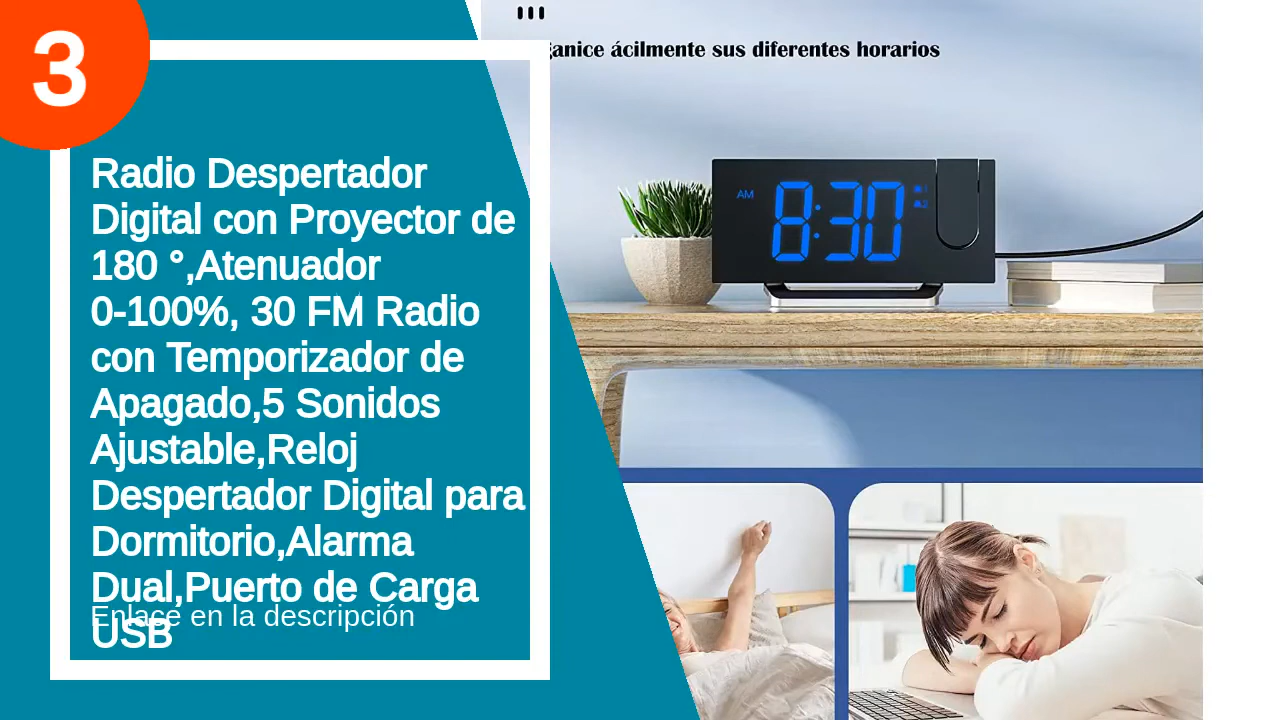 3
ácilmente sus diferentes horarios
Radio Despertador
Digital con Proyector de
180 °,Atenuador
0-100%, 30 FM Radio
con Temporizador de
Apagado,5 Sonidos
Ajustable,Reloj
Despertador Digital para
Dormitorio,Alarma
Dual,Puerto de Carga
USB
Enlace en la descripción
AM 8:30